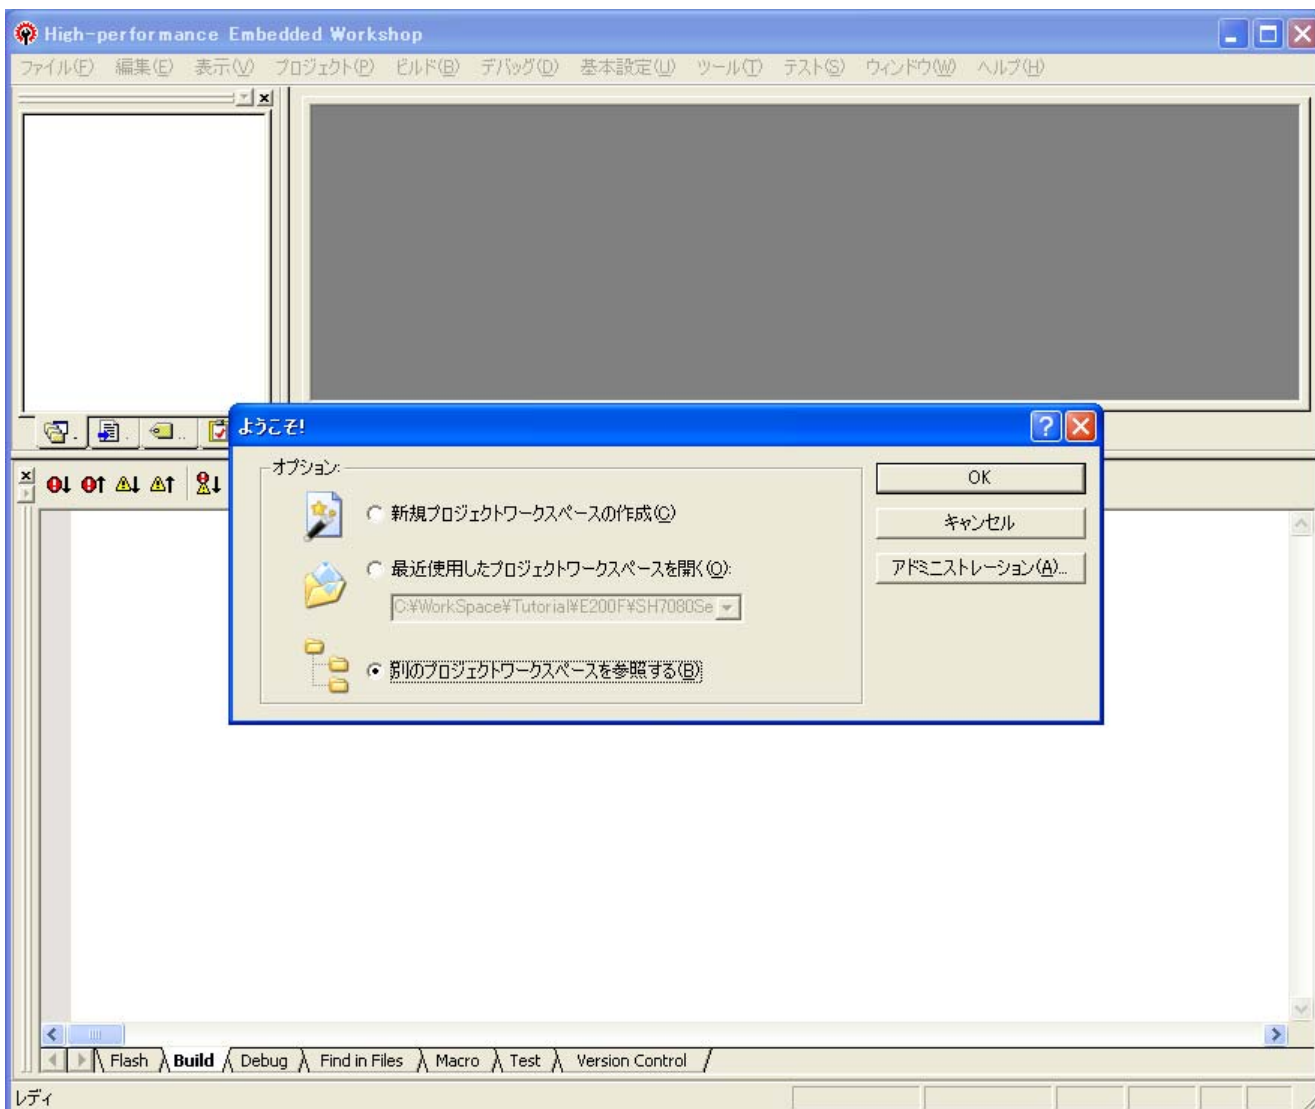 High-performance Embedded Workshop
ファイル(F) 編集(E) 表示(V) プロジェクト(P) ビルド(B) デバッグ(D) 基本設定(U) ツール(T) テスト(S) ウィンドウ(W) ヘルプ(H)
ようこそ!
オプション:
新規プロジェクトワークスペースの作成(C)
最近使用したプロジェクトワークスペースを開く(O):
C:¥WorkSpace¥Tutorial¥E200F¥SH7080Se
別のプロジェクトワークスペースを参照する(B)
OK
キャンセル
アドミニストレーション(A)...
Flash Build Debug Find in Files Macro Test Version Control
レディ